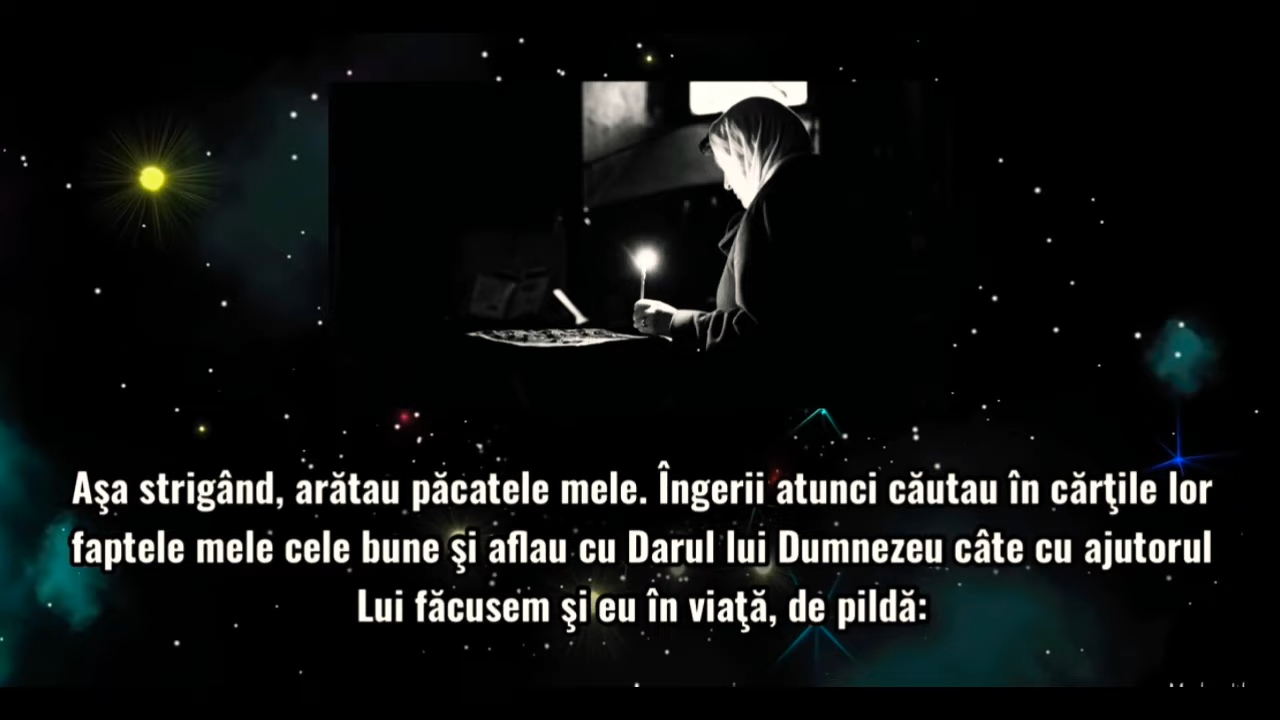 Aşa strigând, arătau păcatele mele. Îngerii atunci căutau în cărţile lor
faptele mele cele bune şi aflau cu Darul lui Dumnezeu câte cu ajutorul
Lui făcusem şi eu în viaţă, de pildă: